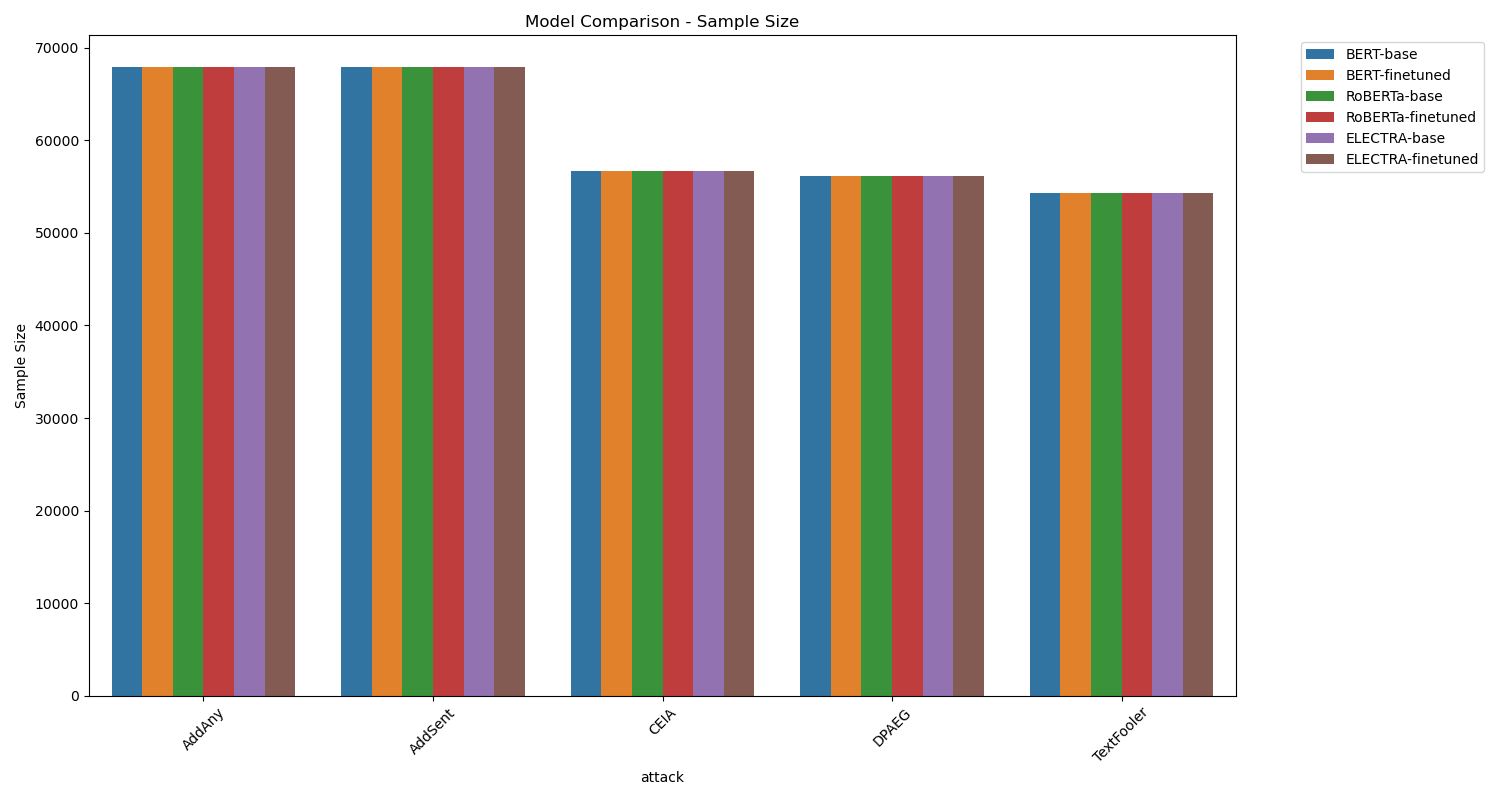 Model Comparison - Sample Size
70000
60000
50000
40000
30000
20000
10000
0
Sample Size
AddAny
AddSent
CEIA
DPAEG
TextFooler
attack
BERT-base
BERT-finetuned
RoBERTa-base
RoBERTa-finetuned
ELECTRA-base
ELECTRA-finetuned